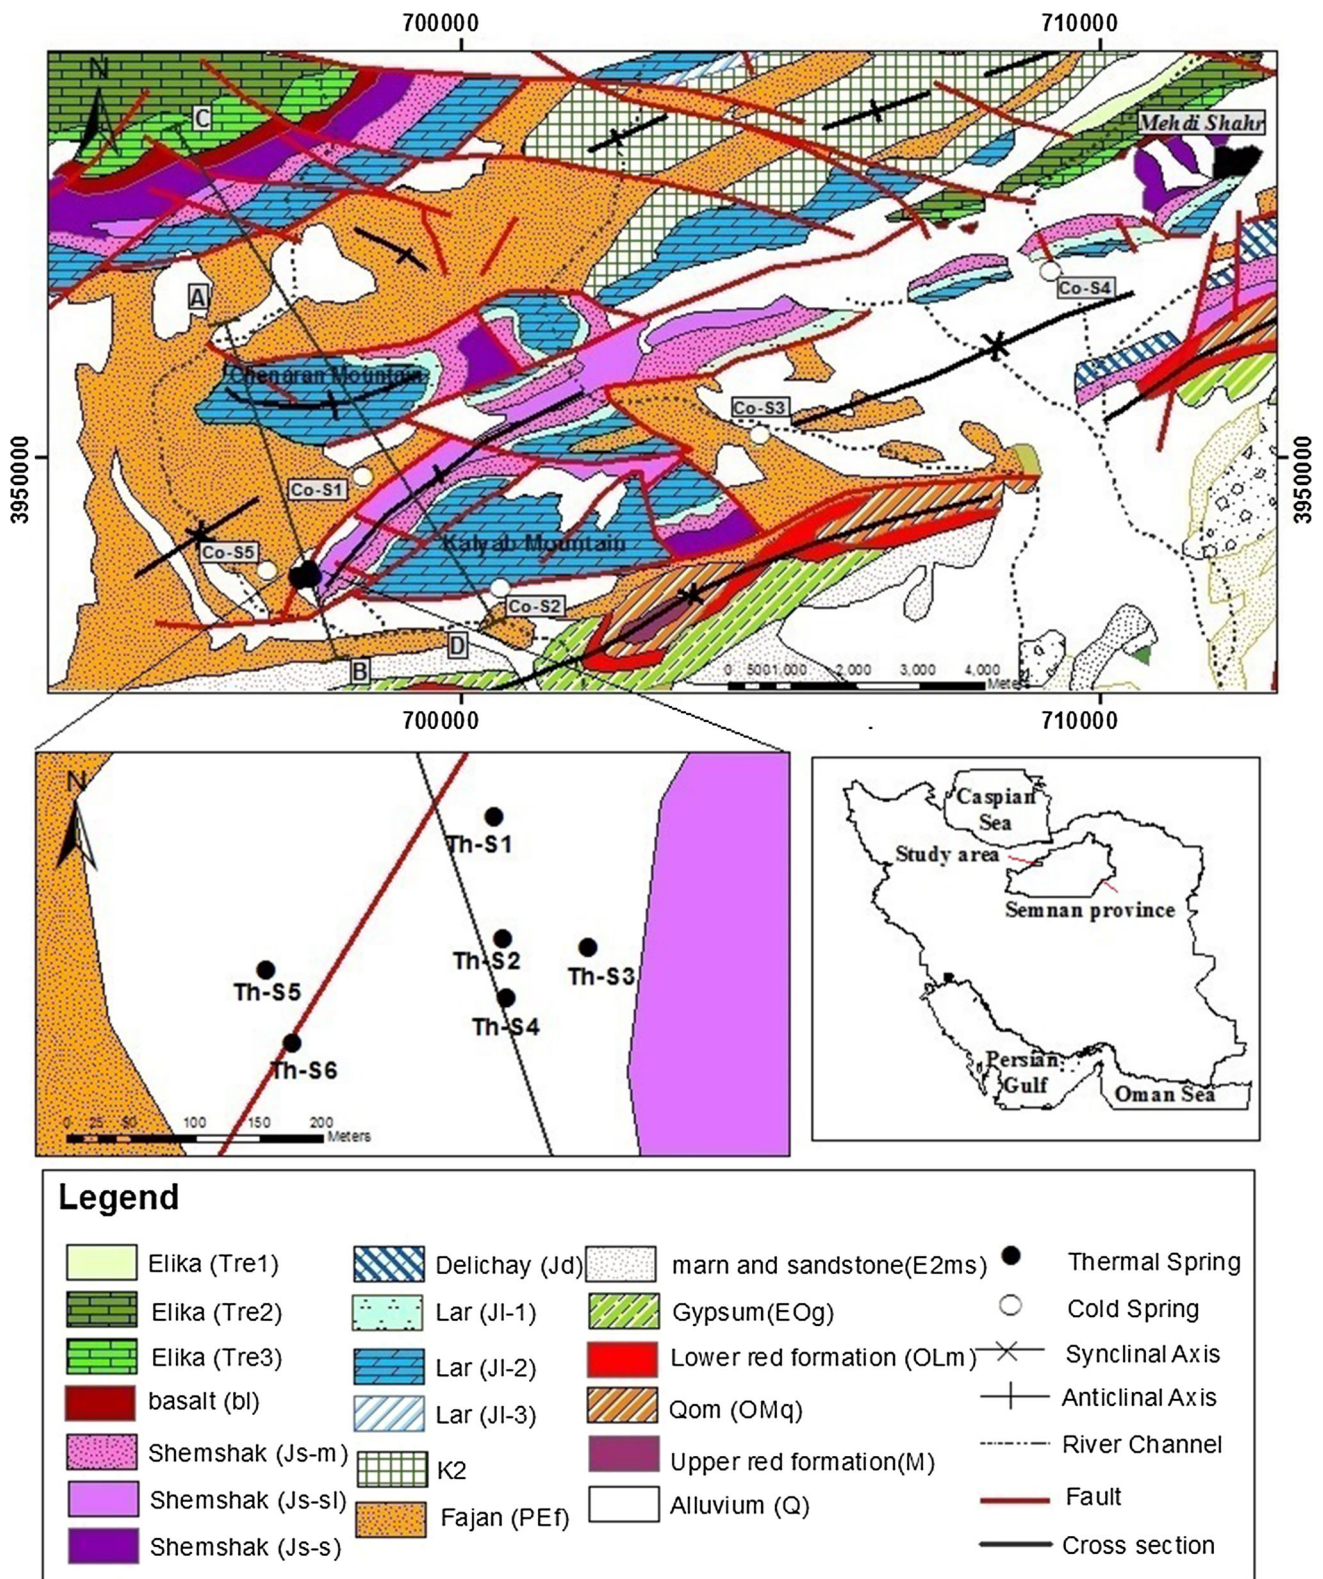 700000
710000
N
C
Mehdi Shahr
A
Co-S4
Chenaran Mountain
Co-S3
3950000
3950000
Co-S1
Kalyab Mountain
Co-S5
Co-S2
D
B
0 500 1,000 2,000 3,000 4,000
Meters
700000
710000
N
Th-S1
Th-S2
Th-S3
Th-S5
Th-S4
Th-S6
0 25 50 100 150 200
Meters
Caspian
Sea
Study area
Semnan province
Persian
Gulf
Oman Sea
Legend
Elika (Tre1)
Elika (Tre2)
Elika (Tre3)
basalt (bl)
Shemshak (Js-m)
Shemshak (Js-sl)
Shemshak (Js-s)
Delichay (Jd)
Lar (Jl-1)
Lar (Jl-2)
Lar (Jl-3)
K2
Fajan (PEf)
marn and sandstone(E2ms)
Gypsum(EOg)
Lower red formation (OLm)
Qom (OMq)
Upper red formation(M)
Alluvium (Q)
Thermal Spring
Cold Spring
Synclinal Axis
Anticlinal Axis
River Channel
Fault
Cross section